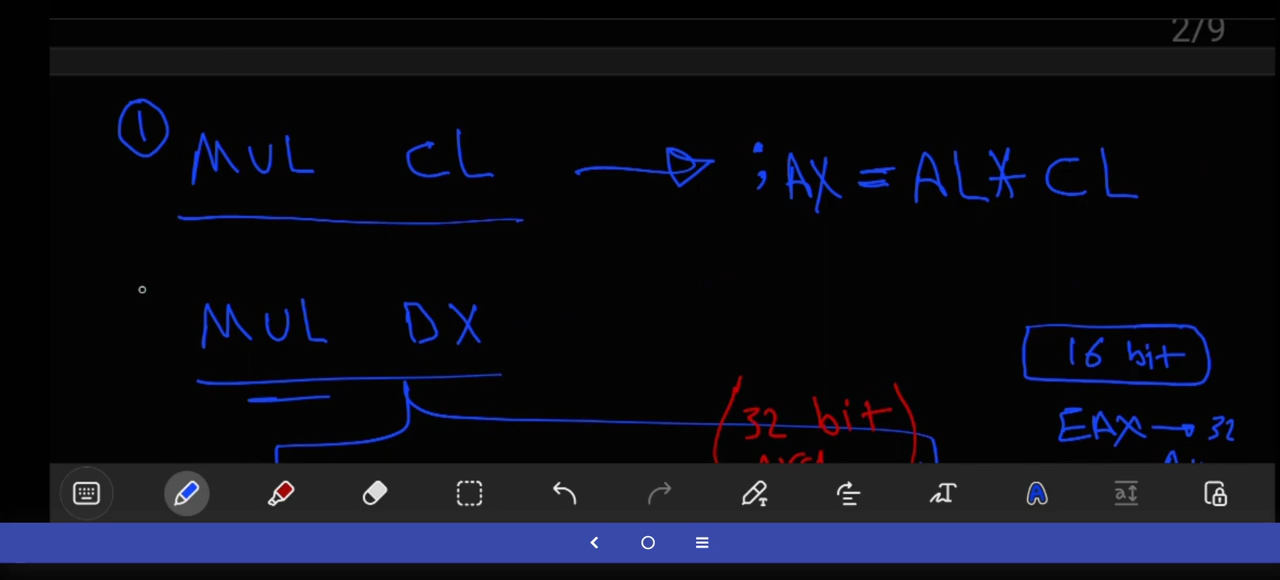 2/9
① MUL CL → ; AX = AL * CL
MUL DX
16 bit
(32 bit)
EAX → 32